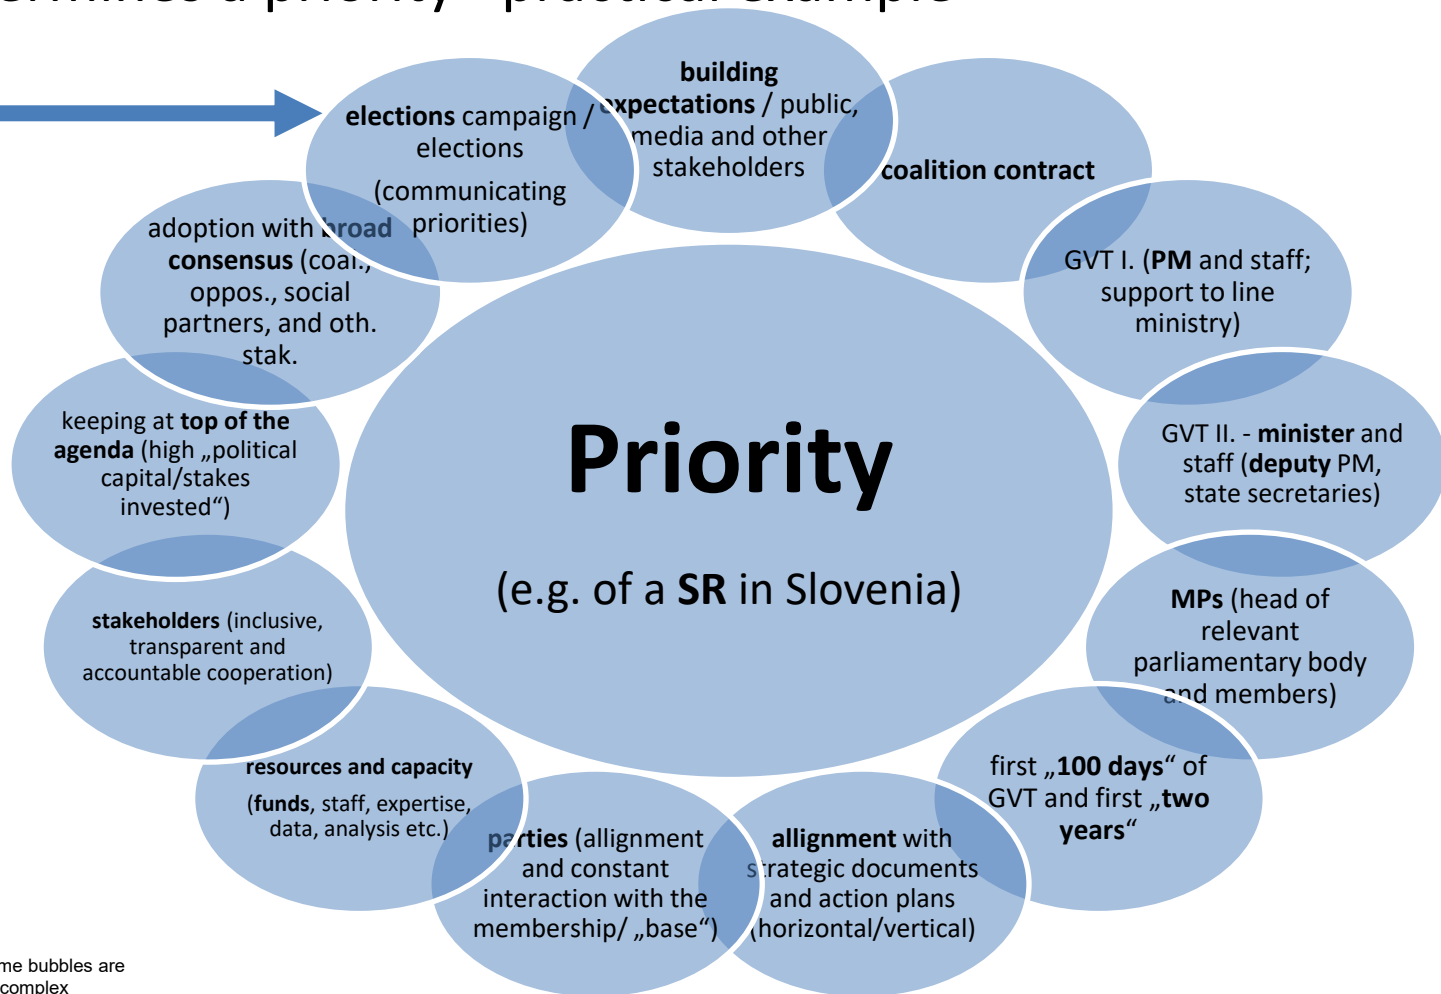 a priority - practical example
elections campaign /
elections
(communicating
priorities)
building
expectations / public,
media and other
stakeholders
coalition contract
GVT I. (PM and staff;
support to line
ministry)
GVT II. - minister and
staff (deputy PM,
state secretaries)
MPs (head of
relevant
parliamentary body
and members)
first „100 days“ of
GVT and first „two
years“
allignment with
strategic documents
and action plans
(horizontal/vertical)
parties (allignment
and constant
interaction with the
membership/ „base“)
resources and capacity
(funds, staff, expertise,
data, analysis etc.)
stakeholders (inclusive,
transparent and
accountable cooperation)
keeping at top of the
agenda (high „political
capital/stakes
invested“)
adoption with broad
consensus (coal.,
oppos., social
partners, and oth.
stak.
Priority
(e.g. of a SR in Slovenia)
me bubbles are
complex